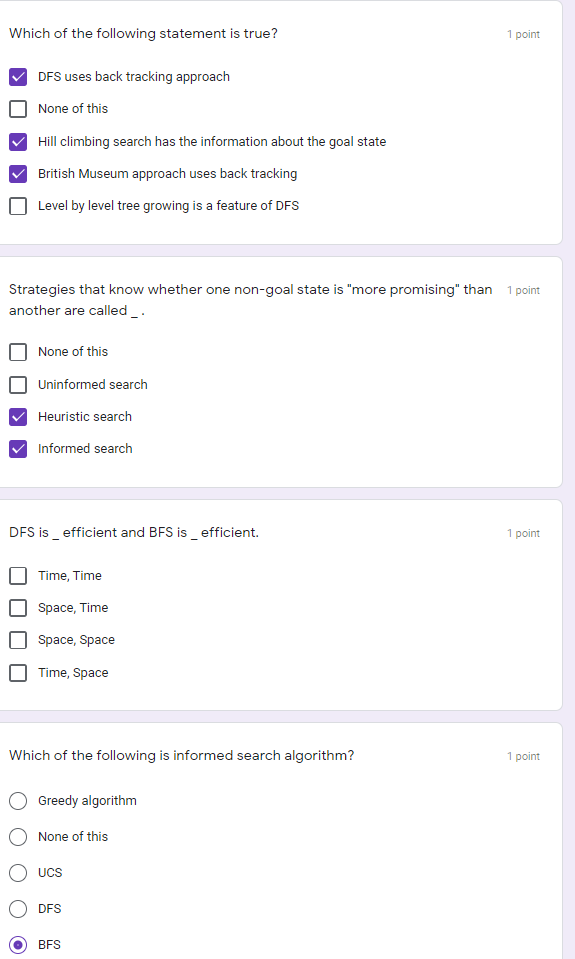 Which of the following statement is true?
1 point
DFS uses back tracking approach
None of this
Hill climbing search has the information about the goal state
British Museum approach uses back tracking
Level by level tree growing is a feature of DFS
Strategies that know whether one non-goal state is "more promising" than
1 point
another are called _ .
None of this
Uninformed search
Heuristic search
Informed search
DFS is _ efficient and BFS is _ efficient.
1 point
Time, Time
Space, Time
Space, Space
Time, Space
Which of the following is informed search algorithm?
1 point
Greedy algorithm
None of this
UCS
DFS
BFS